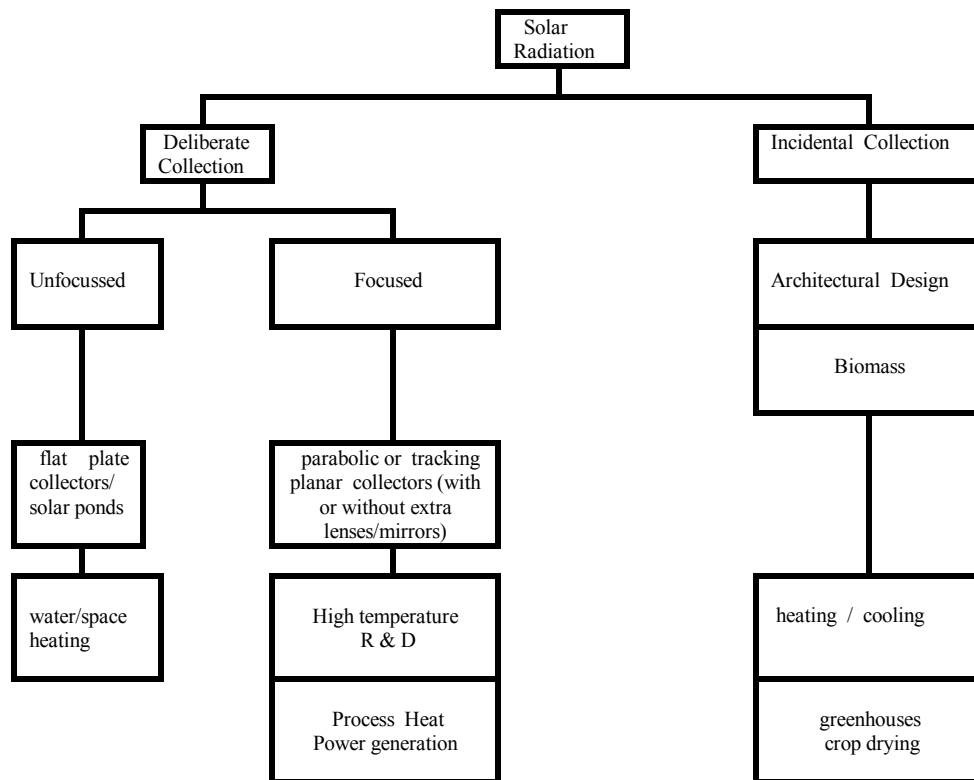 Solar
Radiation
Deliberate
Collection
Incidental Collection
Unfocussed
Focused
Architectural Design
Biomass
flat plate
collectors/
solar ponds
parabolic or tracking
planar collectors (with
or without extra
lenses/mirrors)
water/space
heating
High temperature
R & D
heating / cooling
Process Heat
Power generation
greenhouses
crop drying